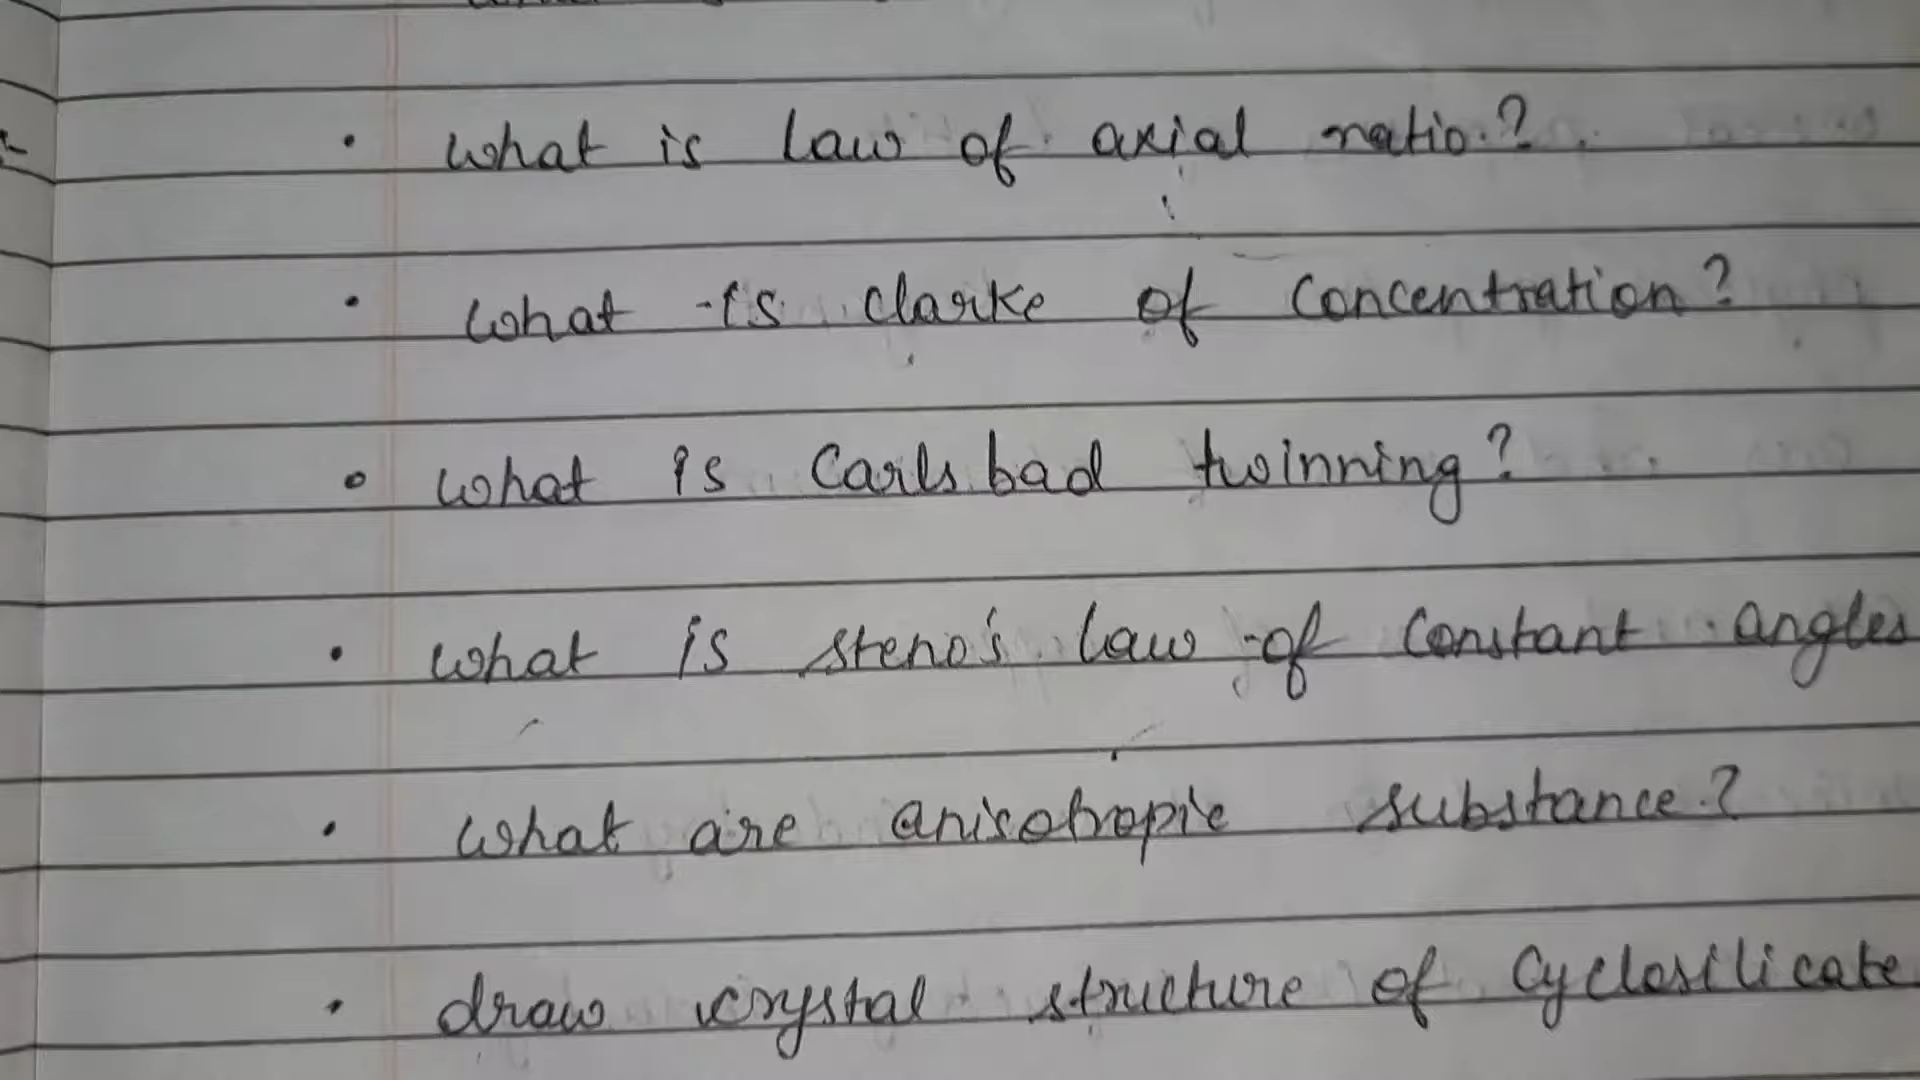 • what is law of axial ratio.?
• what is clarke of concentration?
• what is Carlsbad twinning?
• what is steno's law of constant angles
• what are anisotropic substance.?
• draw crystal structure of cyclosilicate